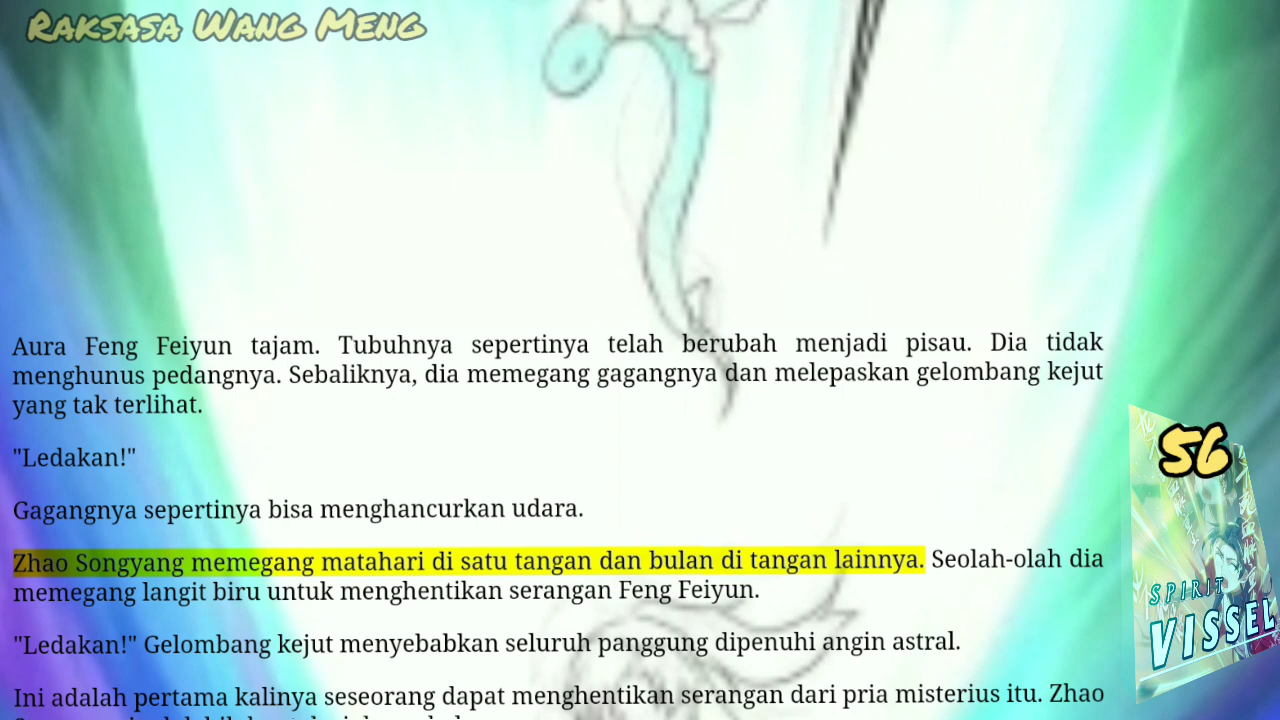 Raksasa Wang Meng
Aura Feng Feiyun tajam. Tubuhnya sepertinya telah berubah menjadi pisau. Dia tidak
menghunus pedangnya. Sebaliknya, dia memegang gagangnya dan melepaskan gelombang kejut
yang tak terlihat.
"Ledakan!"
Gagangnya sepertinya bisa menghancurkan udara.
Zhao Songyang memegang matahari di satu tangan dan bulan di tangan lainnya. Seolah-olah dia
memegang langit biru untuk menghentikan serangan Feng Feiyun.
"Ledakan!" Gelombang kejut menyebabkan seluruh panggung dipenuhi angin astral.
Ini adalah pertama kalinya seseorang dapat menghentikan serangan dari pria misterius itu. Zhao
56
SPIRIT
VISSEL